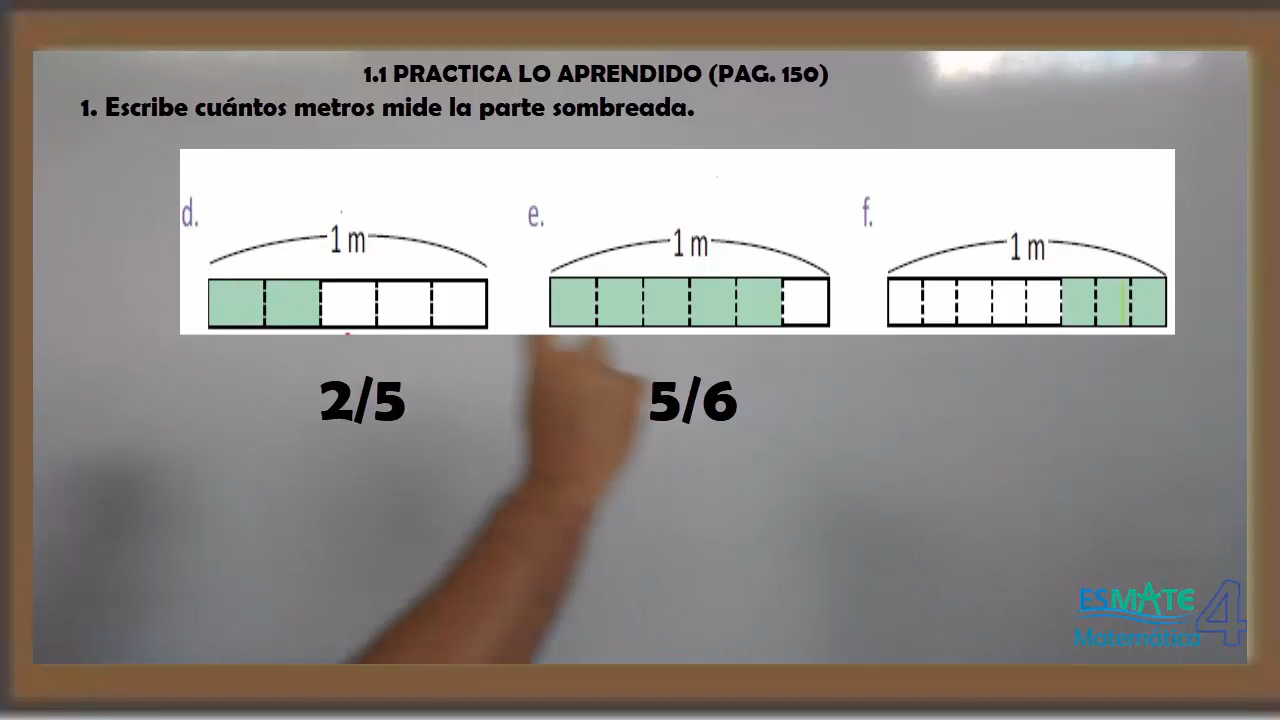 1.1 PRACTICA LO APRENDIDO (PAG. 150)
1. Escribe cuántos metros mide la parte sombreada.
d. e. f.
1 m 1 m 1 m
2/5 5/6
ESMATE 4
Matemática